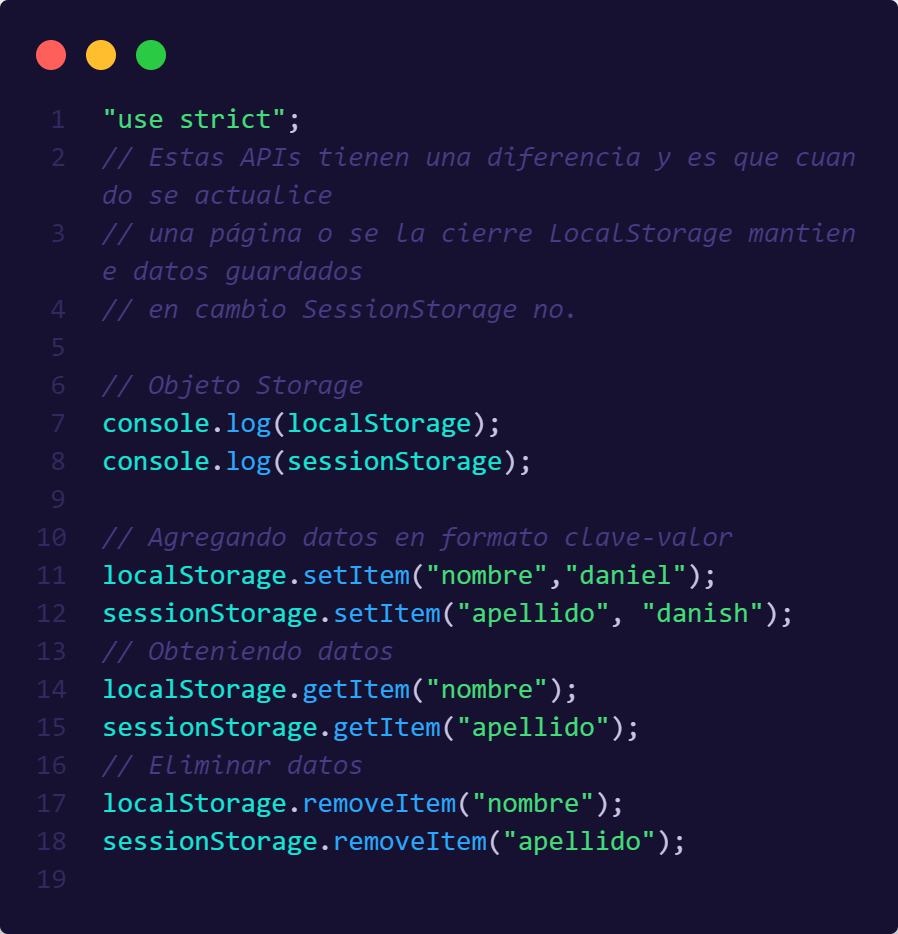 1 "use strict";
2 // Estas APIs tienen una diferencia y es que cuan
do se actualice
3 // una página o se la cierre LocalStorage mantien
e datos guardados
4 // en cambio SessionStorage no.
5
6 // Objeto Storage
7 console.log(localStorage);
8 console.log(sessionStorage);
9
10 // Agregando datos en formato clave-valor
11 localStorage.setItem("nombre","daniel");
12 sessionStorage.setItem("apellido", "danish");
13 // Obteniendo datos
14 localStorage.getItem("nombre");
15 sessionStorage.getItem("apellido");
16 // Eliminar datos
17 localStorage.removeItem("nombre");
18 sessionStorage.removeItem("apellido");
19